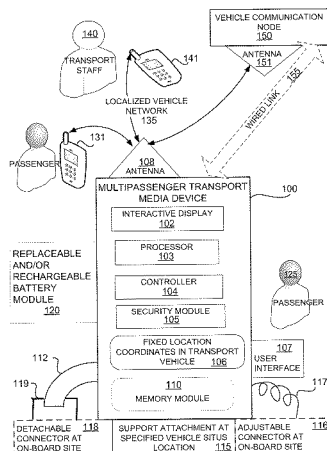 140
TRANSPORT
STAFF
141
VEHICLE COMMUNICATION
NODE
150
ANTENNA
151
WIRED LINK 155
LOCALIZED VEHICLE
NETWORK
135
131
PASSENGER
108
ANTENNA
100
MULTIPASSENGER TRANSPORT
MEDIA DEVICE
INTERACTIVE DISPLAY
102
PROCESSOR
103
CONTROLLER
104
SECURITY MODULE
105
FIXED LOCATION
COORDINATES IN TRANSPORT
VEHICLE 106
110
MEMORY MODULE
REPLACEABLE
AND/OR
RECHARGEABLE
BATTERY
MODULE
120
125
PASSENGER
107
USER
INTERFACE
112
119
117
DETACHABLE 118
CONNECTOR AT
ON-BOARD SITE
SUPPORT ATTACHMENT AT
SPECIFIED VEHICLE SITUS
LOCATION 115
ADJUSTABLE 116
CONNECTOR AT
ON-BOARD SITE